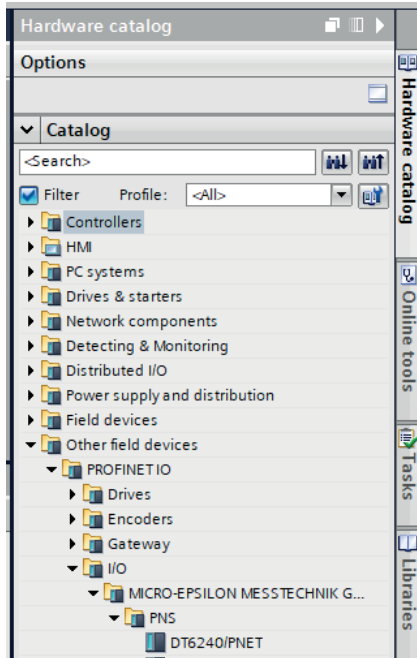 Hardware catalog
Options
Catalog
<Search>
Filter Profile: <All>
Controllers
HMI
PC systems
Drives & starters
Network components
Detecting & Monitoring
Distributed I/O
Power supply and distribution
Field devices
Other field devices
PROFINET IO
Drives
Encoders
Gateway
I/O
MICRO-EPSILON MESSTECHNIK G...
PNS
DT6240/PNET
Hardware catalog
Online tools
Tasks
Libraries